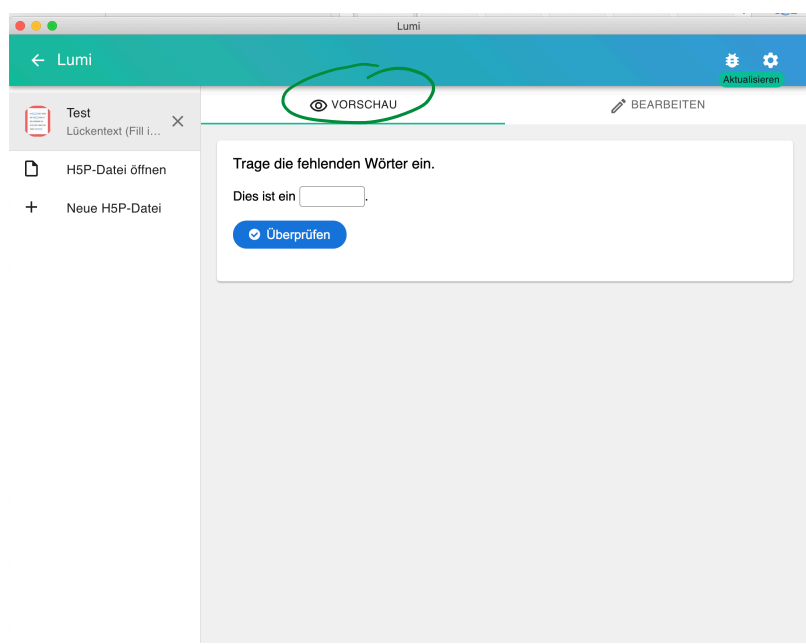 Lumi
Lumi
Aktualisieren
Test
Lückentext (Fill i...
H5P-Datei öffnen
Neue H5P-Datei
VORSCHAU
BEARBEITEN
Trage die fehlenden Wörter ein.
Dies ist ein .
Überprüfen